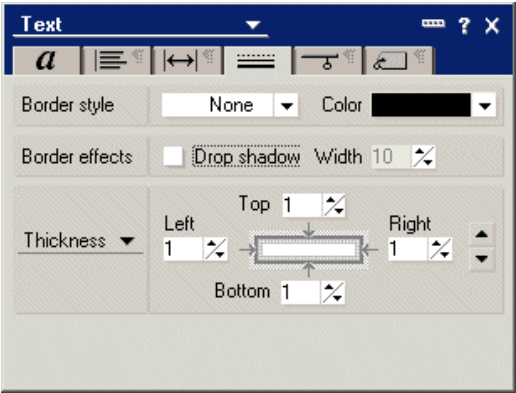 Text ?
a
Border style None Color
Border effects Drop shadow Width 10
Top 1
Left Right
Thickness 1 1
Bottom 1